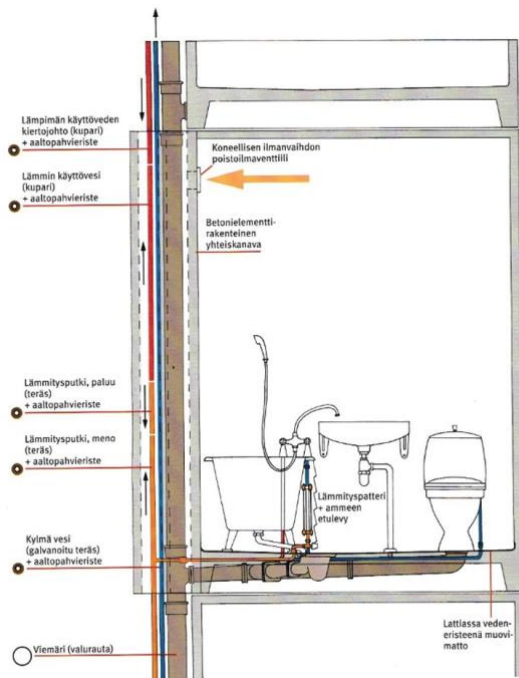 Lämpimän käyttöveden
kiertojohto (kupari)
+ aaltopahvieriste
Lämmin käyttövesi
(kupari)
+ aaltopahvieriste
Koneellisen ilmanvaihdon
poistoilmaventtiili
Betonielementti-
rakenteinen
yhteiskanava
Lämmitysputki, paluu
(teräs)
+ aaltopahvieriste
Lämmitysputki, meno
(teräs)
+ aaltopahvieriste
Lämmityspatteri
+ ammeen
etulevy
Kylmä vesi
(galvanoitu teräs)
+ aaltopahvieriste
Lattiassa veden-
eristeenä muovi-
matto
Viemäri (valurauta)